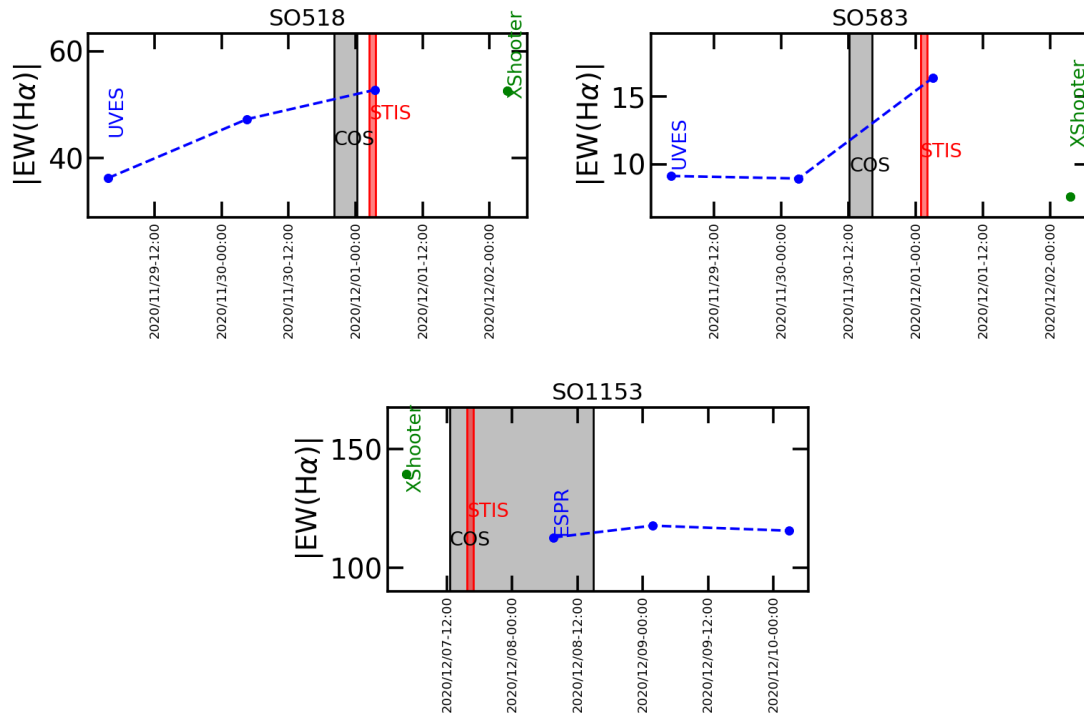 SO518
|EW(Hα)|
60
40
UVES
COS
STIS
XShooter
2020/11/29-12:00
2020/11/30-00:00
2020/11/30-12:00
2020/12/01-00:00
2020/12/01-12:00
2020/12/02-00:00
SO583
|EW(Hα)|
15
10
UVES
COS
STIS
XShooter
2020/11/29-12:00
2020/11/30-00:00
2020/11/30-12:00
2020/12/01-00:00
2020/12/01-12:00
2020/12/02-00:00
SO1153
|EW(Hα)|
150
100
XShooter
STIS
COS
ESPR
2020/12/07-12:00
2020/12/08-00:00
2020/12/08-12:00
2020/12/09-00:00
2020/12/09-12:00
2020/12/10-00:00